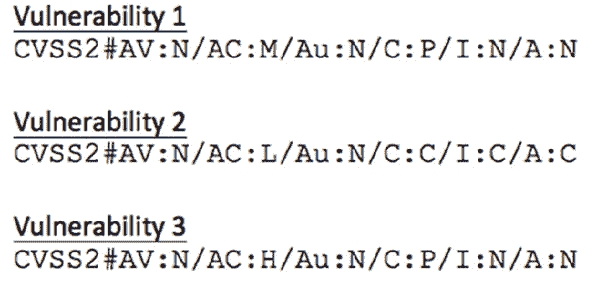 Vulnerability 1
CVSS2#AV:N/AC:M/Au:N/C:P/I:N/A:N
Vulnerability 2
CVSS2#AV:N/AC:L/Au:N/C:C/I:C/A:C
Vulnerability 3
CVSS2#AV:N/AC:H/Au:N/C:P/I:N/A:N